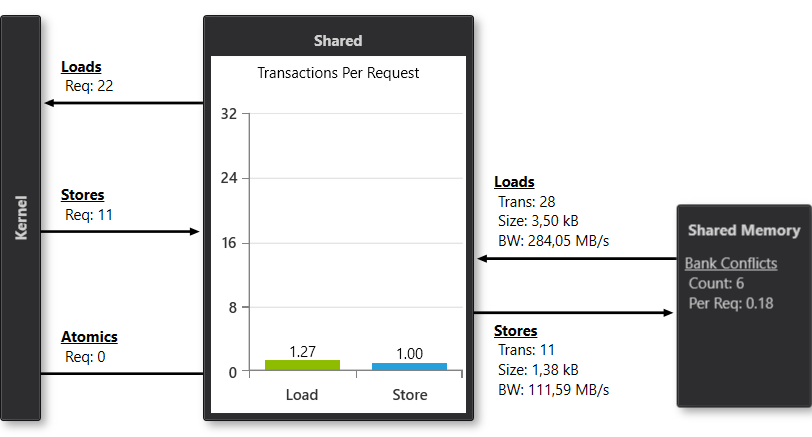 Kernel
Loads
Req: 22
Stores
Req: 11
Atomics
Req: 0
Shared
Transactions Per Request
32
24
16
8
0
1.27
1.00
Load
Store
Loads
Trans: 28
Size: 3,50 kB
BW: 284,05 MB/s
Stores
Trans: 11
Size: 1,38 kB
BW: 111,59 MB/s
Shared Memory
Bank Conflicts
Count: 6
Per Req: 0.18